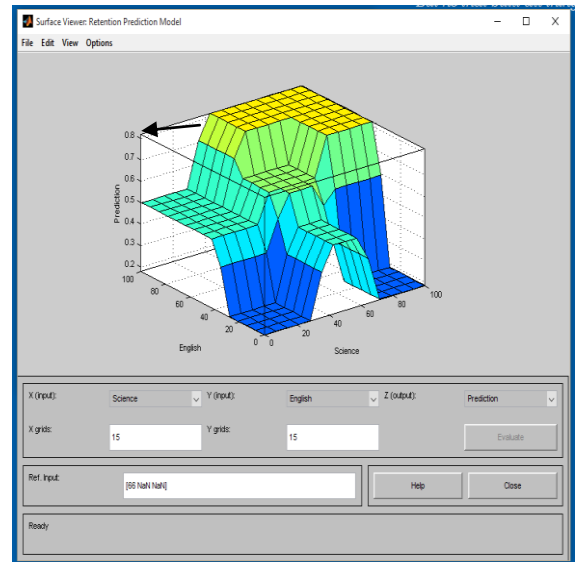 Surface Viewer: Retention Prediction Model
File Edit View Options
0.8
0.7
0.6
0.5
0.4
0.3
0.2
Prediction
100
80
60
40
20
0
English
0
20
40
60
80
100
Science
X (input): Science Y (input): English Z (output): Prediction
X grids: 15 Y grids: 15 Evaluate
Ref. Input: [66 NaN NaN] Help Close
Ready